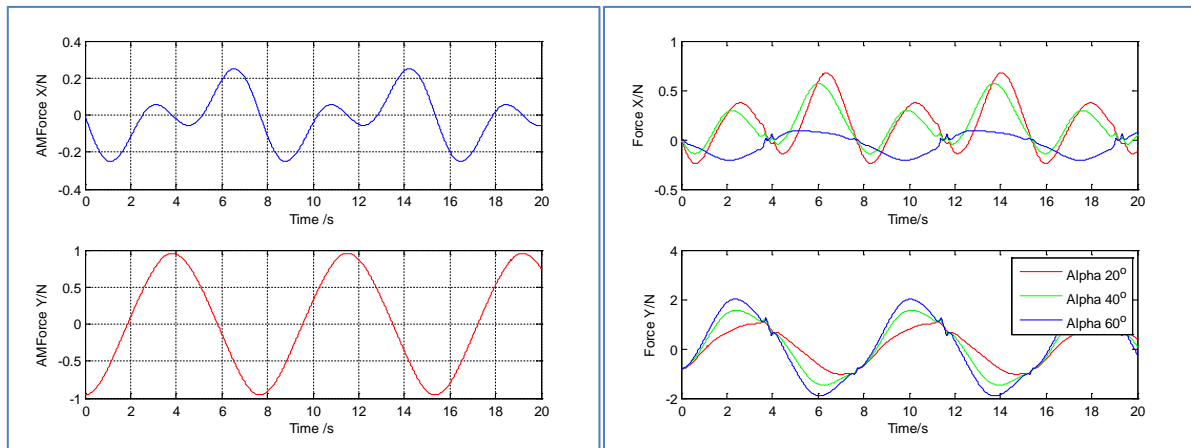 0.4
0.2
0
-0.2
-0.4
AMForce X/N
0 2 4 6 8 10 12 14 16 18 20
Time /s
1
0.5
0
-0.5
-1
AMForce Y/N
0 2 4 6 8 10 12 14 16 18 20
Time /s
1
0.5
0
-0.5
Force X/N
0 2 4 6 8 10 12 14 16 18 20
Time/s
4
2
0
-2
Force Y/N
Alpha 20°
Alpha 40°
Alpha 60°
0 2 4 6 8 10 12 14 16 18 20
Time/s